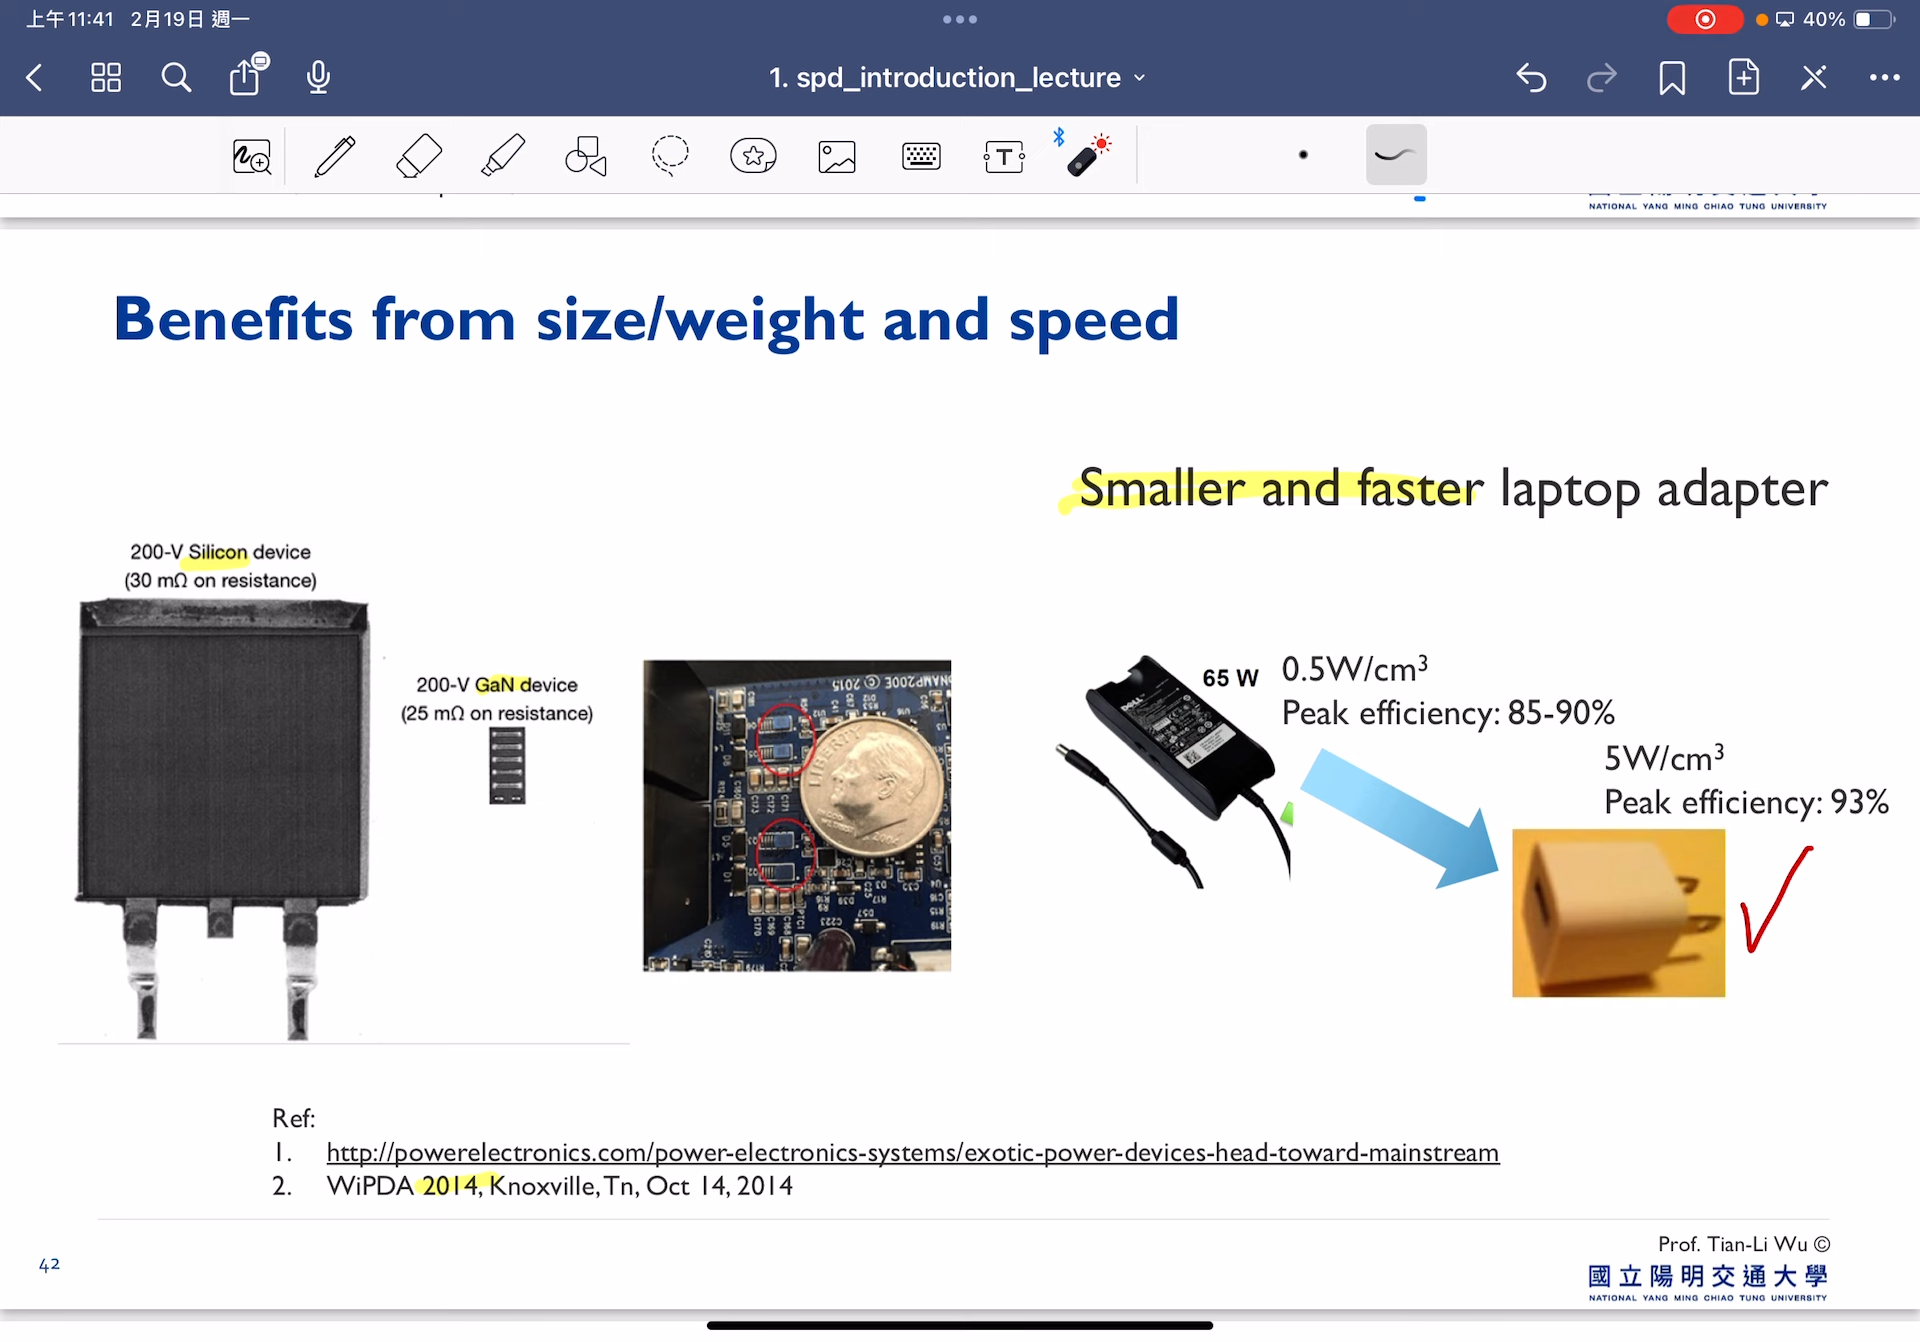 上午11:41 2月19日 週一
40%
1. spd_introduction_lecture
NATIONAL YANG MING CHIAO TUNG UNIVERSITY
Benefits from size/weight and speed
Smaller and faster laptop adapter
200-V Silicon device
(30 mΩ on resistance)
200-V GaN device
(25 mΩ on resistance)
65 W
0.5W/cm³
Peak efficiency: 85-90%
5W/cm³
Peak efficiency: 93%
DELL
LIBERTY
© 2015
Ref:
1. http://powerelectronics.com/power-electronics-systems/exotic-power-devices-head-toward-mainstream
2. WiPDA 2014, Knoxville, Tn, Oct 14, 2014
42
Prof. Tian-Li Wu ©
國立陽明交通大學
NATIONAL YANG MING CHIAO TUNG UNIVERSITY